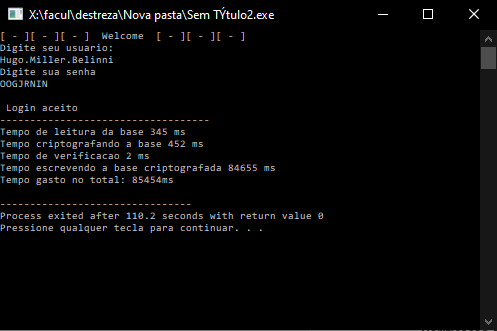 X:\facul\destreza\Nova pasta\Sem TÝtulo2.exe
[ - ][ - ][ - ]  Welcome  [ - ][ - ][ - ]
Digite seu usuario:
Hugo.Miller.Belinni
Digite sua senha
OOGJRNIN
 Login aceito
-----------------------------------
Tempo de leitura da base 345 ms
Tempo criptografando a base 452 ms
Tempo de verificacao 2 ms
Tempo escrevendo a base criptografada 84655 ms
Tempo gasto no total: 85454ms
--------------------------------
Process exited after 110.2 seconds with return value 0
Pressione qualquer tecla para continuar. . .